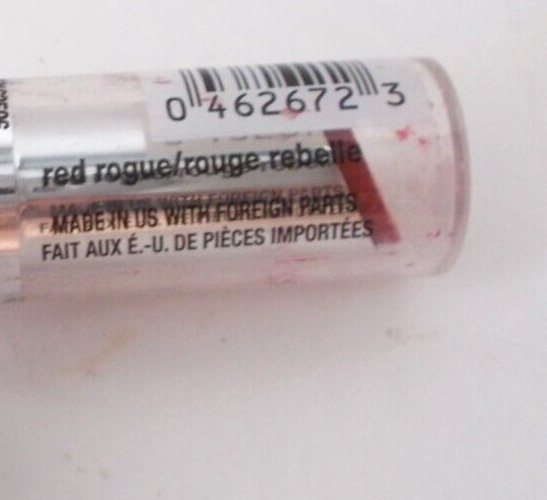 0 462672 3
red rogue/rouge rebelle
MADE IN US WITH FOREIGN PARTS
FAIT AUX É.-U. DE PIÈCES IMPORTÉES